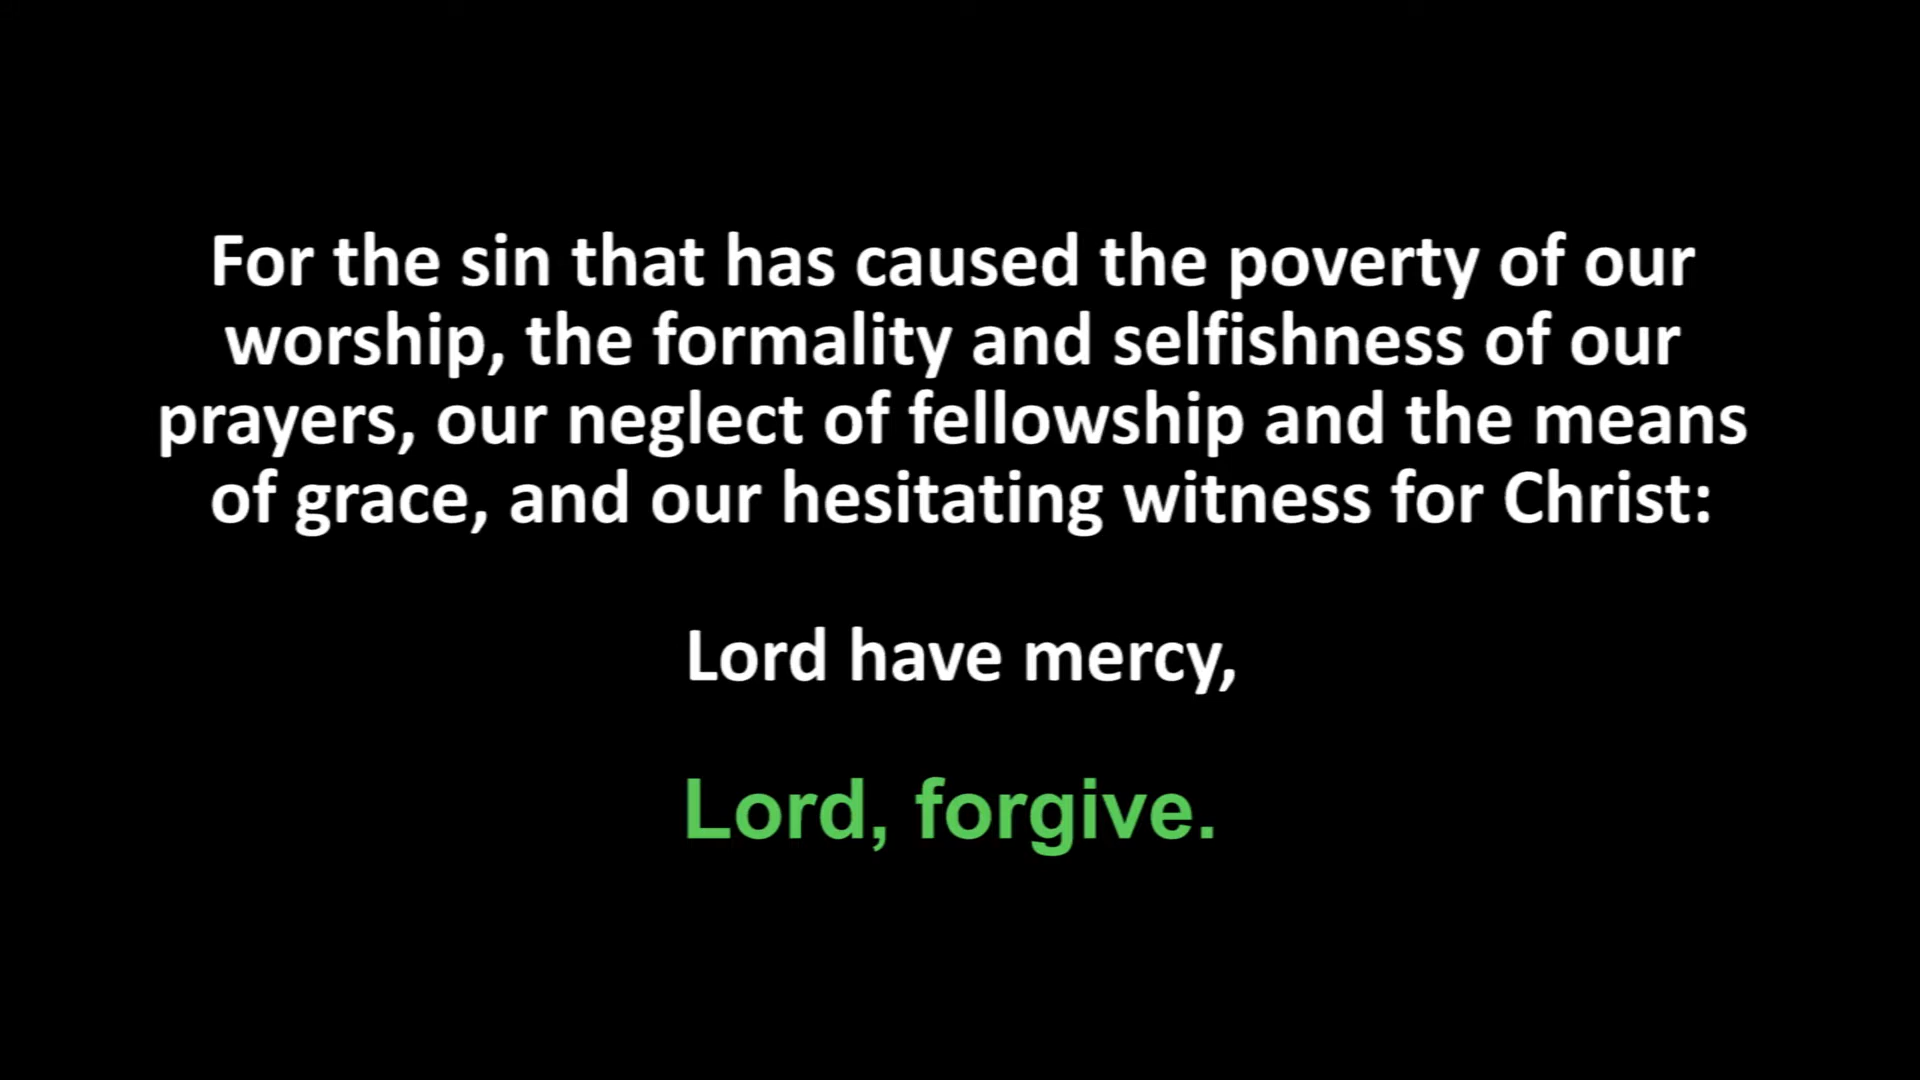 For the sin that has caused the poverty of our
worship, the formality and selfishness of our
prayers, our neglect of fellowship and the means
of grace, and our hesitating witness for Christ:
Lord have mercy,
Lord, forgive.